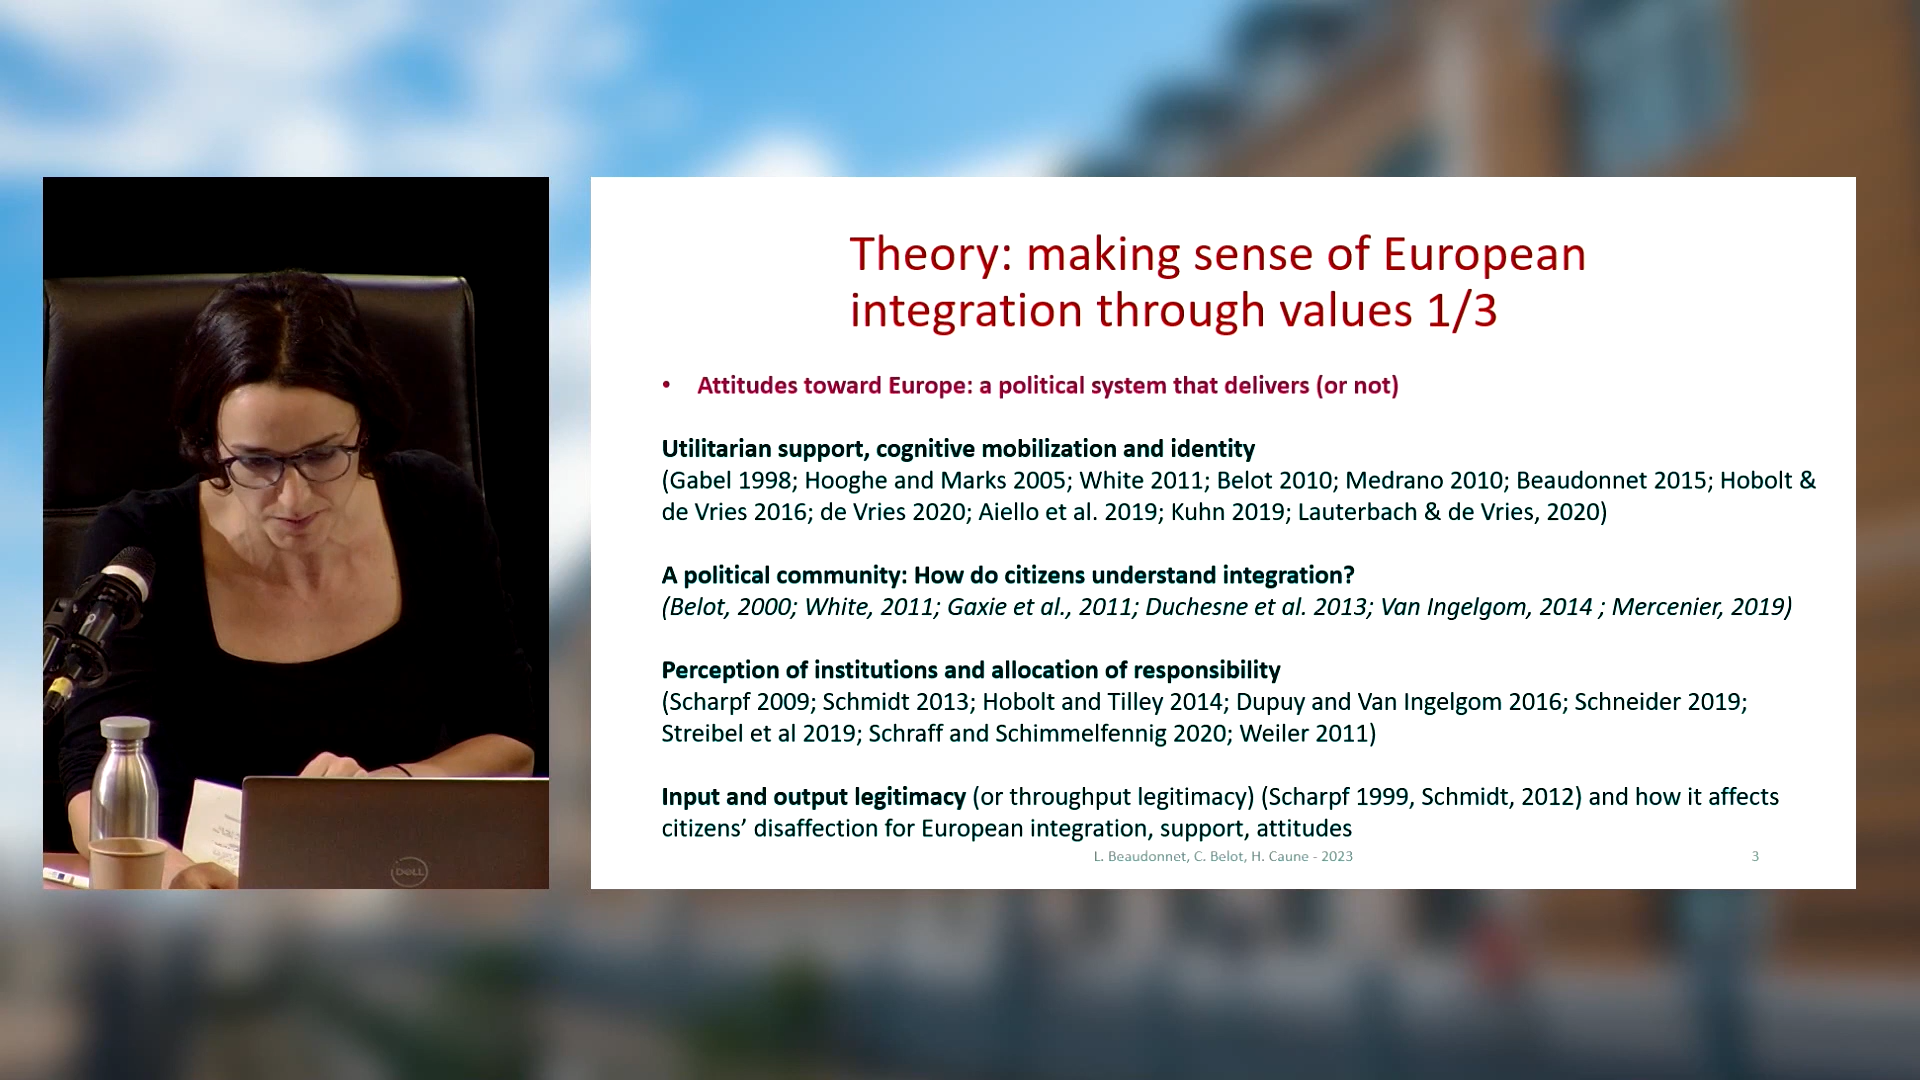 Theory: making sense of European
integration through values 1/3
• Attitudes toward Europe: a political system that delivers (or not)
Utilitarian support, cognitive mobilization and identity
(Gabel 1998; Hooghe and Marks 2005; White 2011; Belot 2010; Medrano 2010; Beaudonnet 2015; Hobolt &
de Vries 2016; de Vries 2020; Aiello et al. 2019; Kuhn 2019; Lauterbach & de Vries, 2020)
A political community: How do citizens understand integration?
(Belot, 2000; White, 2011; Gaxie et al., 2011; Duchesne et al. 2013; Van Ingelgom, 2014 ; Mercenier, 2019)
Perception of institutions and allocation of responsibility
(Scharpf 2009; Schmidt 2013; Hobolt and Tilley 2014; Dupuy and Van Ingelgom 2016; Schneider 2019;
Streibel et al 2019; Schraff and Schimmelfennig 2020; Weiler 2011)
Input and output legitimacy (or throughput legitimacy) (Scharpf 1999, Schmidt, 2012) and how it affects
citizens’ disaffection for European integration, support, attitudes
L. Beaudonnet, C. Belot, H. Caune - 2023
3
DELL